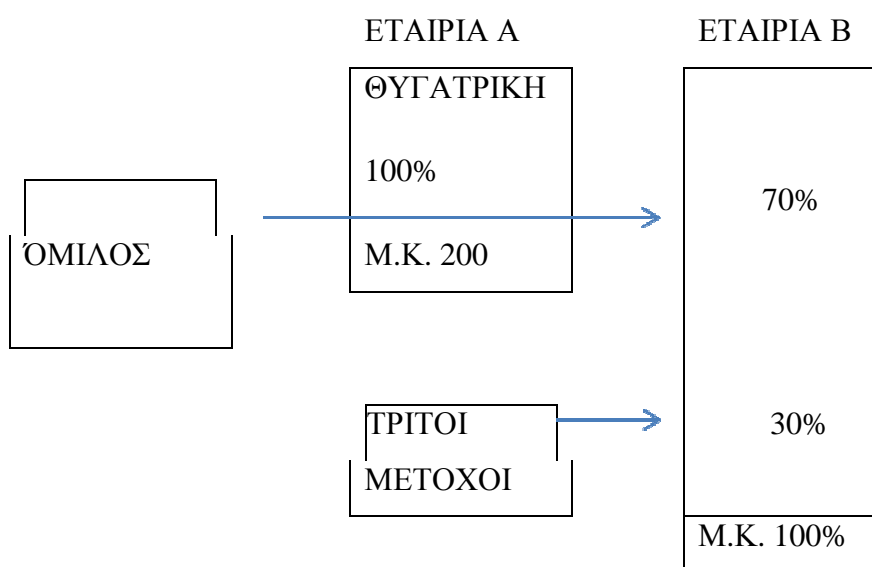 ΕΤΑΙΡΙΑ Α
ΕΤΑΙΡΙΑ Β
ΘΥΓΑΤΡΙΚΗ
100%
70%
ΌΜΙΛΟΣ
Μ.Κ. 200
ΤΡΙΤΟΙ
30%
ΜΕΤΟΧΟΙ
Μ.Κ. 100%